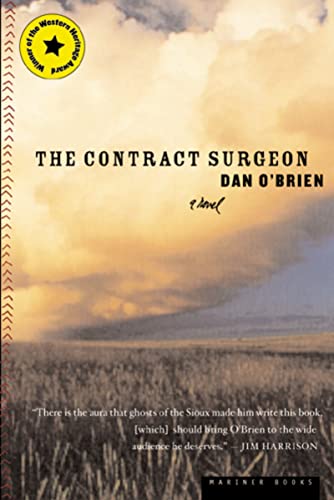 Winner of the Western Heritage Award
THE CONTRACT SURGEON
DAN O'BRIEN
a novel
"There is the aura that ghosts of the Sioux made him write this book,
[which] should bring O'Brien to the wide
audience he deserves." — JIM HARRISON
MARINER BOOKS